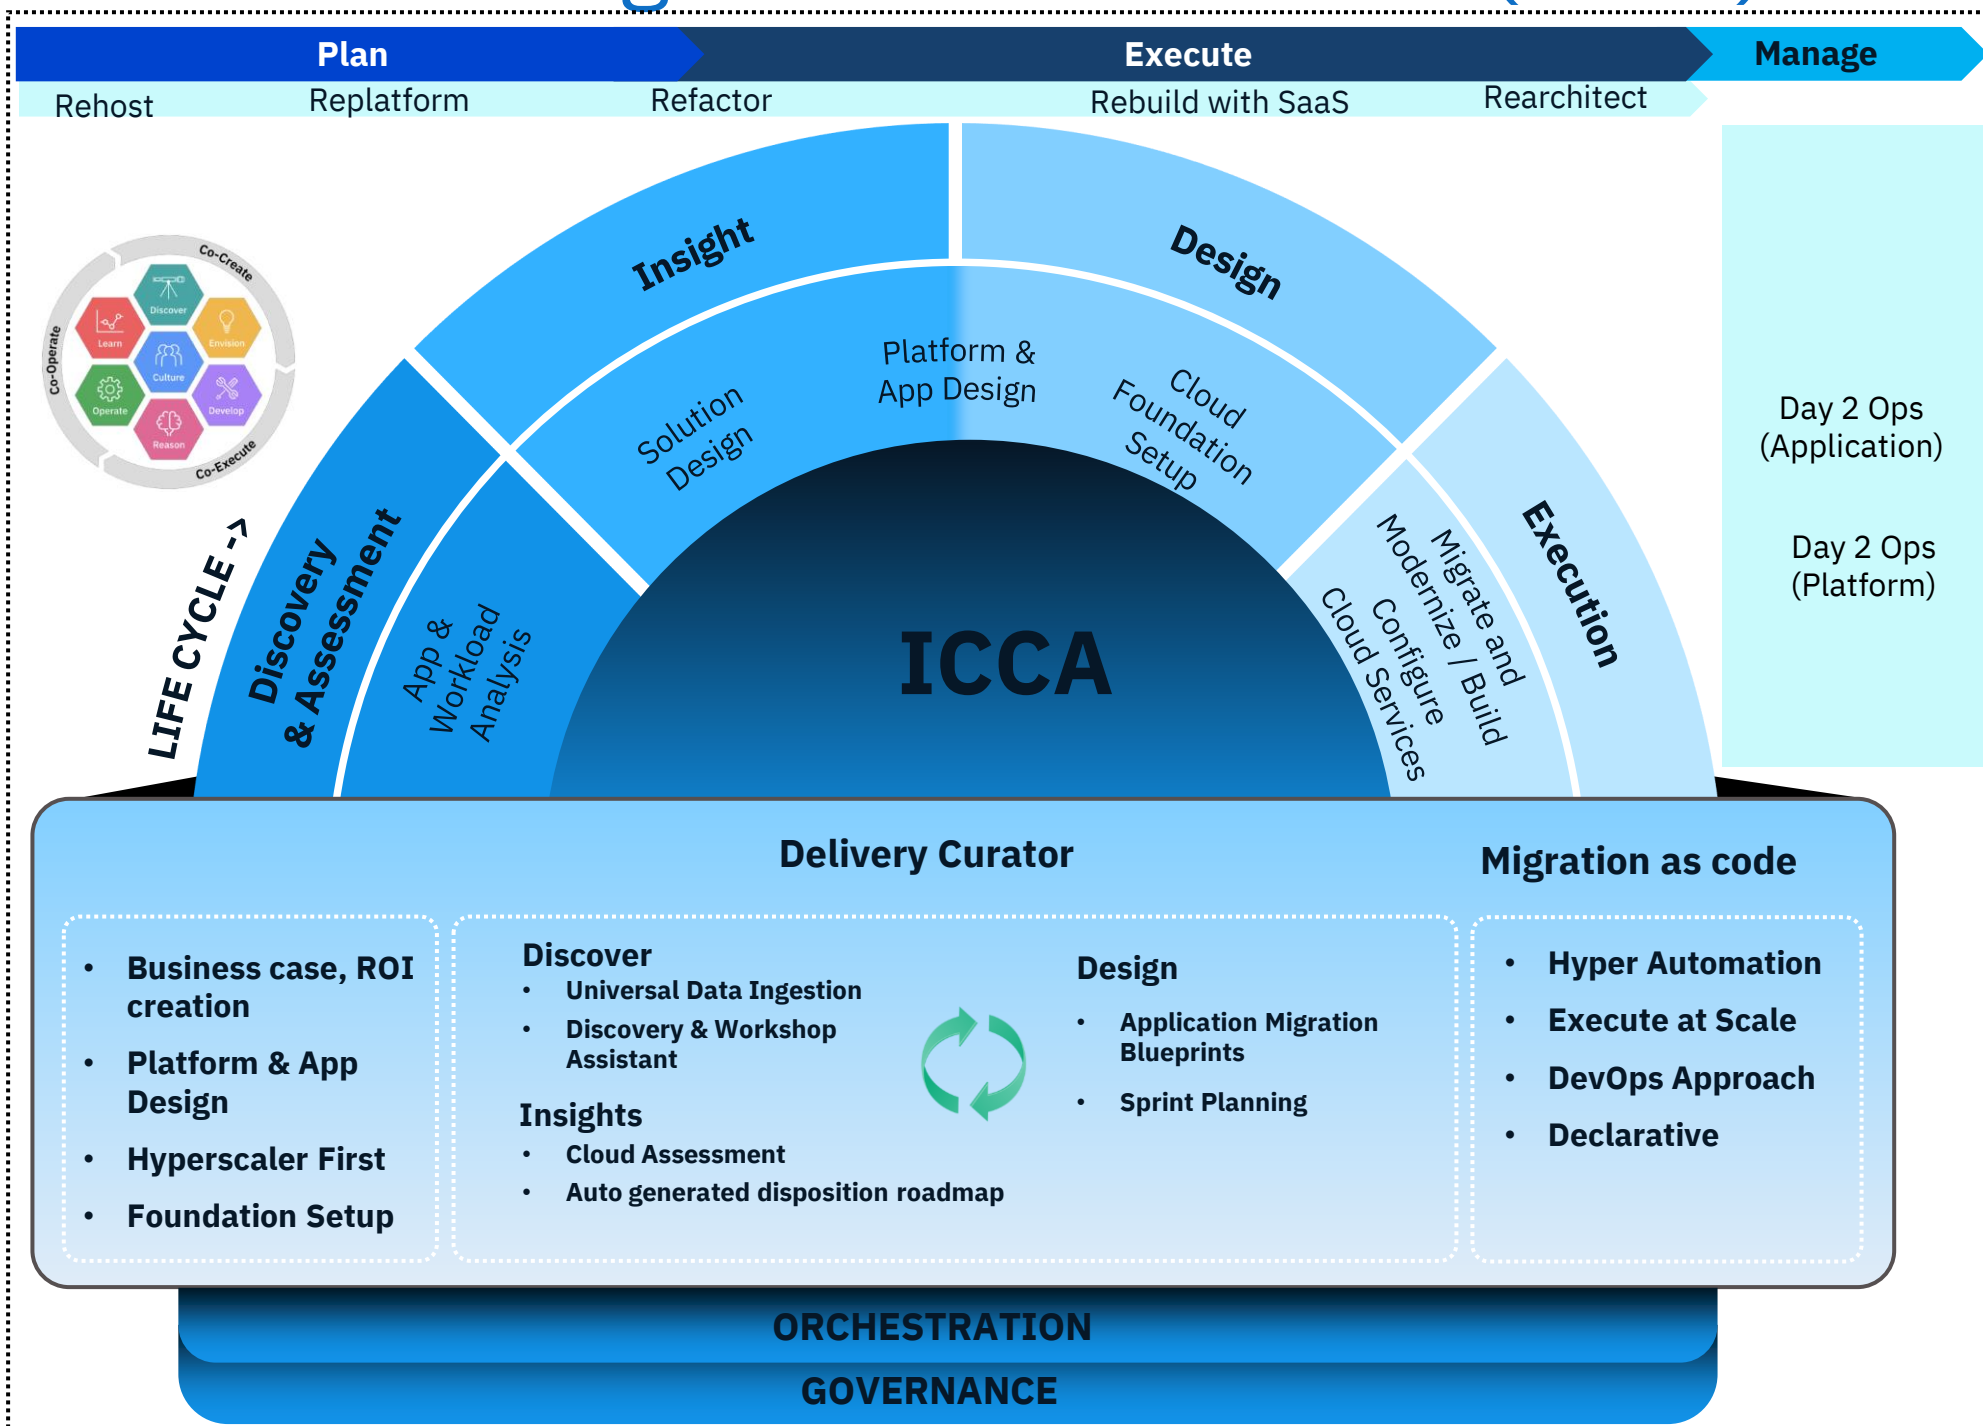 Plan
Execute
Manage
Rehost
Replatform
Refactor
Rebuild with SaaS
Rearchitect
Co-Create
Co-Operate
Co-Execute
Discover
Learn
Envision
Culture
Operate
Develop
Reason
LIFE CYCLE ->
Discovery
& Assessment
Insight
Design
Execution
App &
Workload
Analysis
Solution
Design
Platform &
App Design
Cloud
Foundation
Setup
Migrate and
Modernize / Build
Configure
Cloud Services
ICCA
Day 2 Ops
(Application)
Day 2 Ops
(Platform)
Delivery Curator
Migration as code
• Business case, ROI
creation
• Platform & App
Design
• Hyperscaler First
• Foundation Setup
Discover
• Universal Data Ingestion
• Discovery & Workshop
Assistant
Insights
• Cloud Assessment
• Auto generated disposition roadmap
Design
• Application Migration
Blueprints
• Sprint Planning
• Hyper Automation
• Execute at Scale
• DevOps Approach
• Declarative
ORCHESTRATION
GOVERNANCE